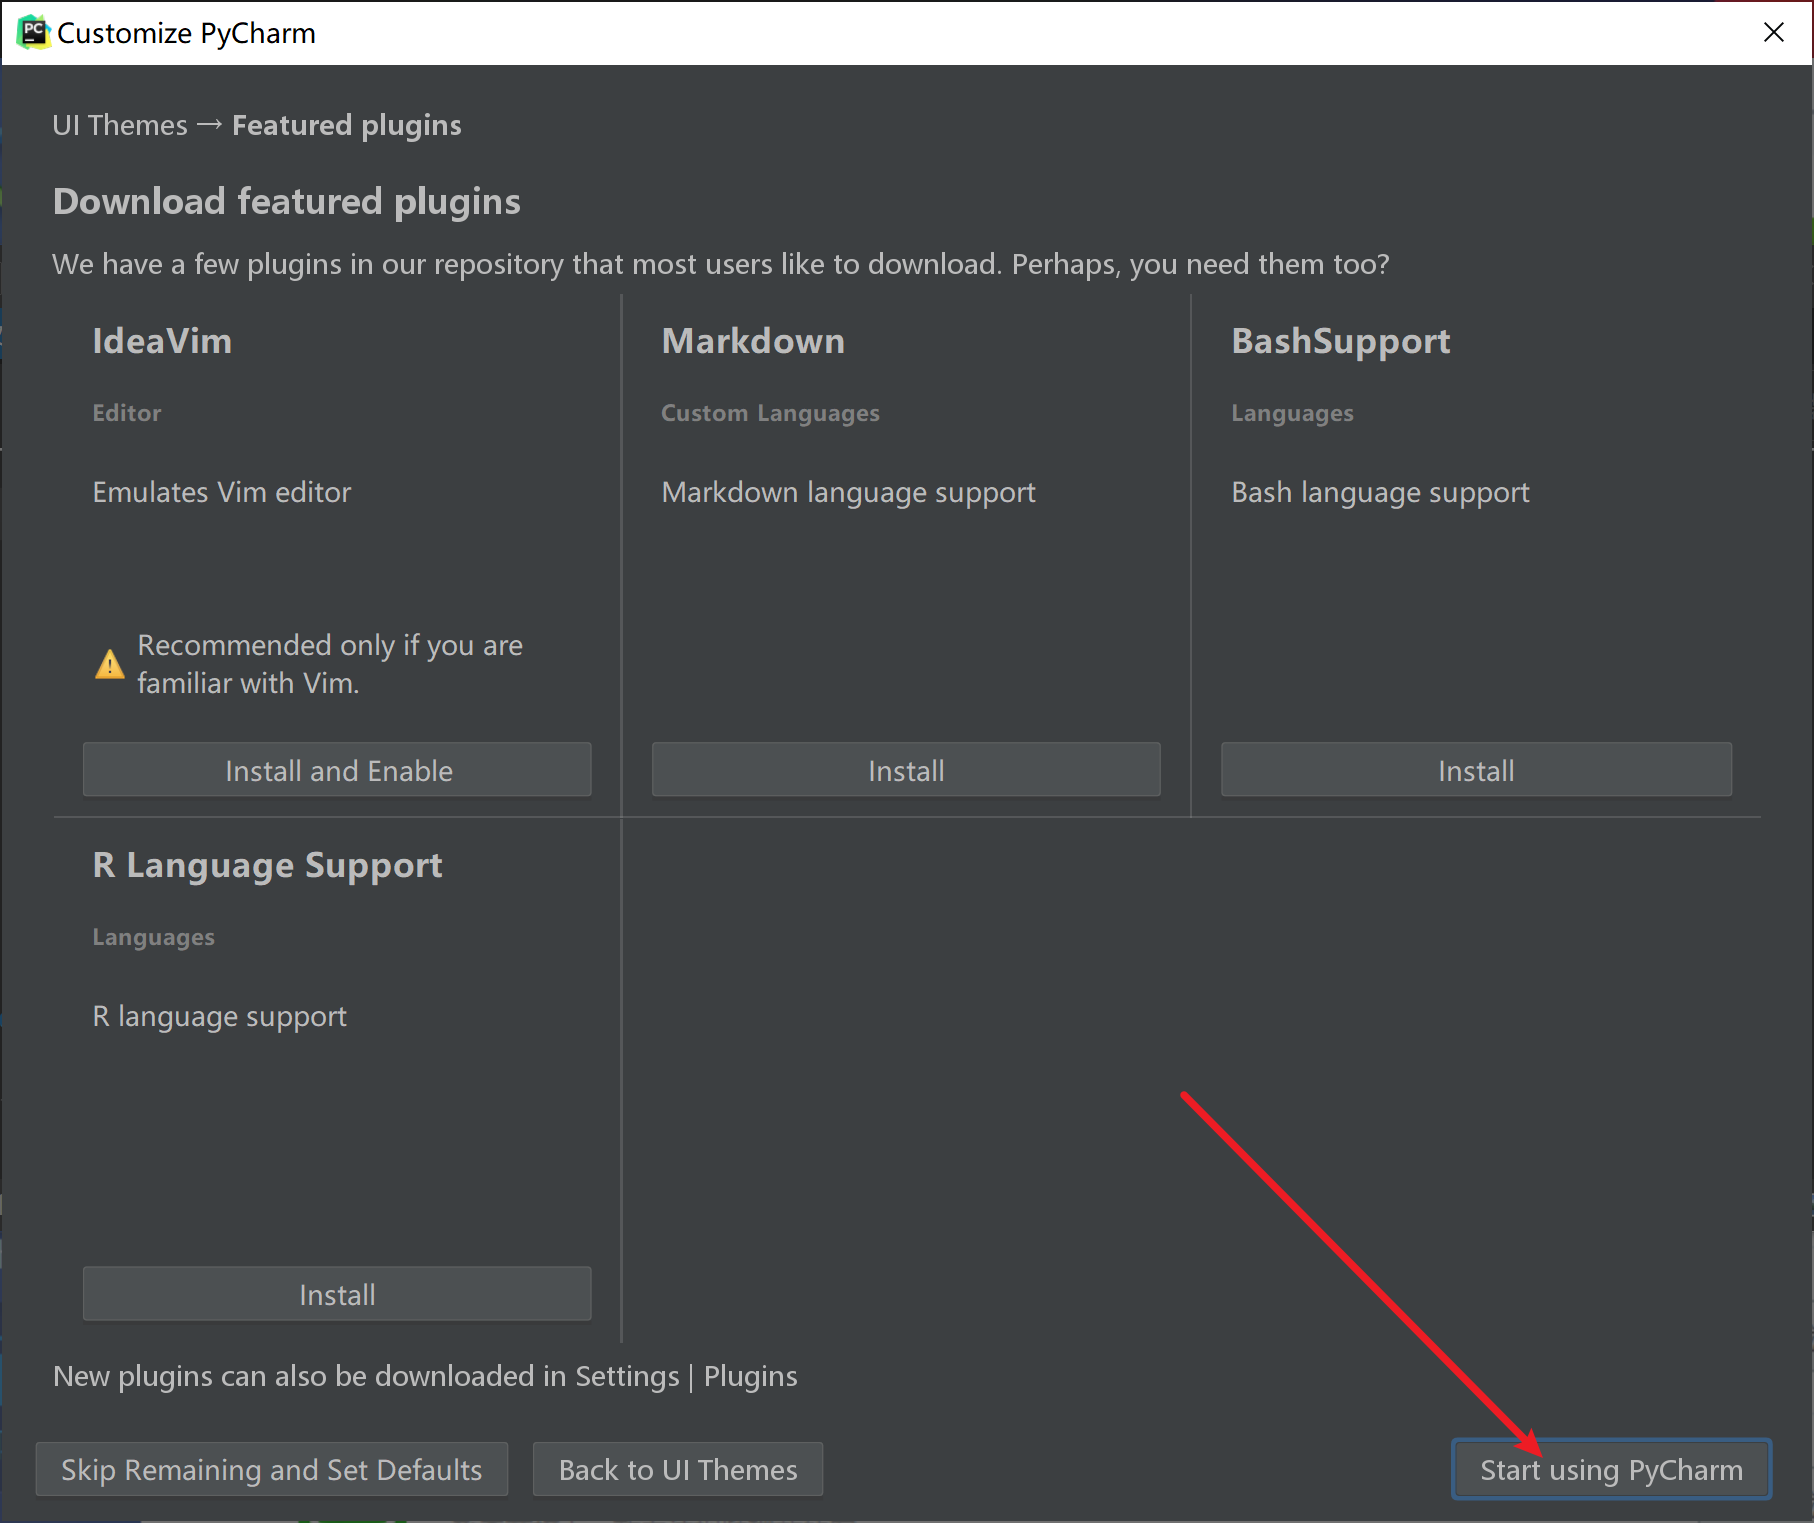 PC Customize PyCharm
UI Themes → Featured plugins
Download featured plugins
We have a few plugins in our repository that most users like to download. Perhaps, you need them too?
IdeaVim
Editor
Emulates Vim editor
Recommended only if you are
familiar with Vim.
Install and Enable
Markdown
Custom Languages
Markdown language support
Install
BashSupport
Languages
Bash language support
Install
R Language Support
Languages
R language support
Install
New plugins can also be downloaded in Settings | Plugins
Skip Remaining and Set Defaults
Back to UI Themes
Start using PyCharm